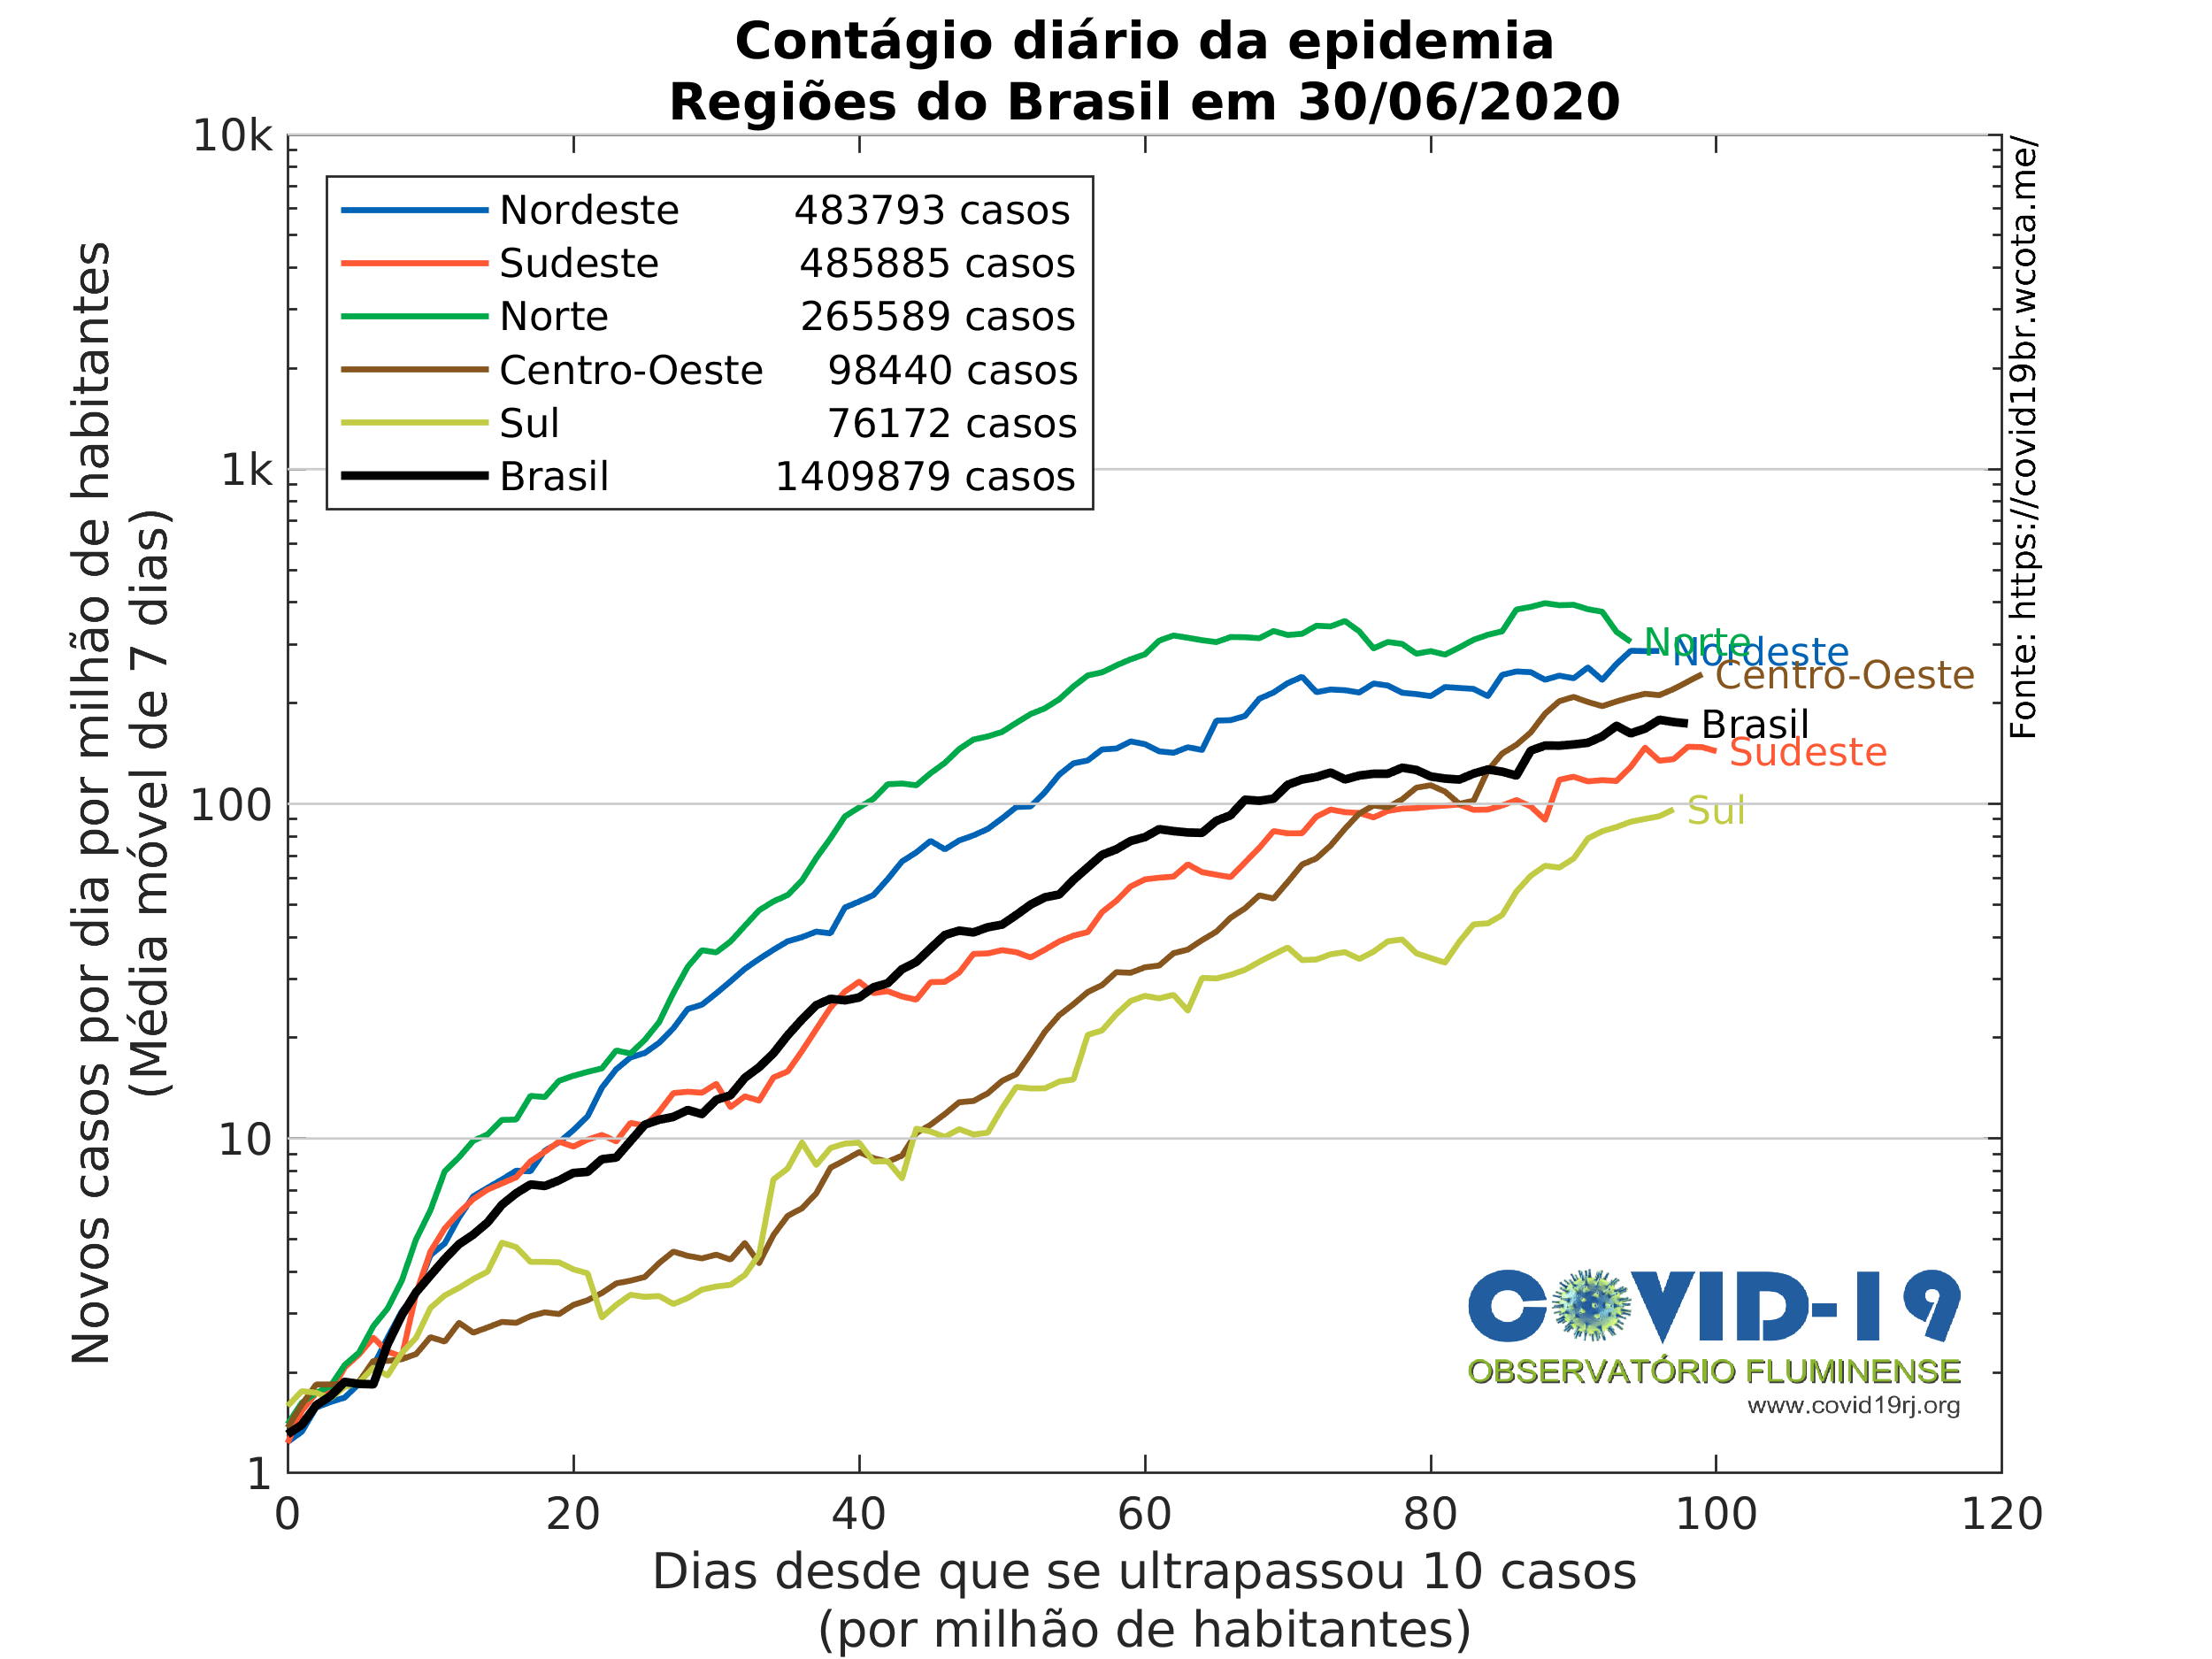 Contágio diário da epidemia
Regiões do Brasil em 30/06/2020
Novos casos por dia por milhão de habitantes
(Média móvel de 7 dias)
10k
1k
100
10
1
Nordeste 483793 casos
Sudeste 485885 casos
Norte 265589 casos
Centro-Oeste 98440 casos
Sul 76172 casos
Brasil 1409879 casos
Norte
Nordeste
Centro-Oeste
Brasil
Sudeste
Sul
Fonte: https://covid19br.wcota.me/
COVID-19
OBSERVATÓRIO FLUMINENSE
www.covid19rj.org
0 20 40 60 80 100 120
Dias desde que se ultrapassou 10 casos
(por milhão de habitantes)